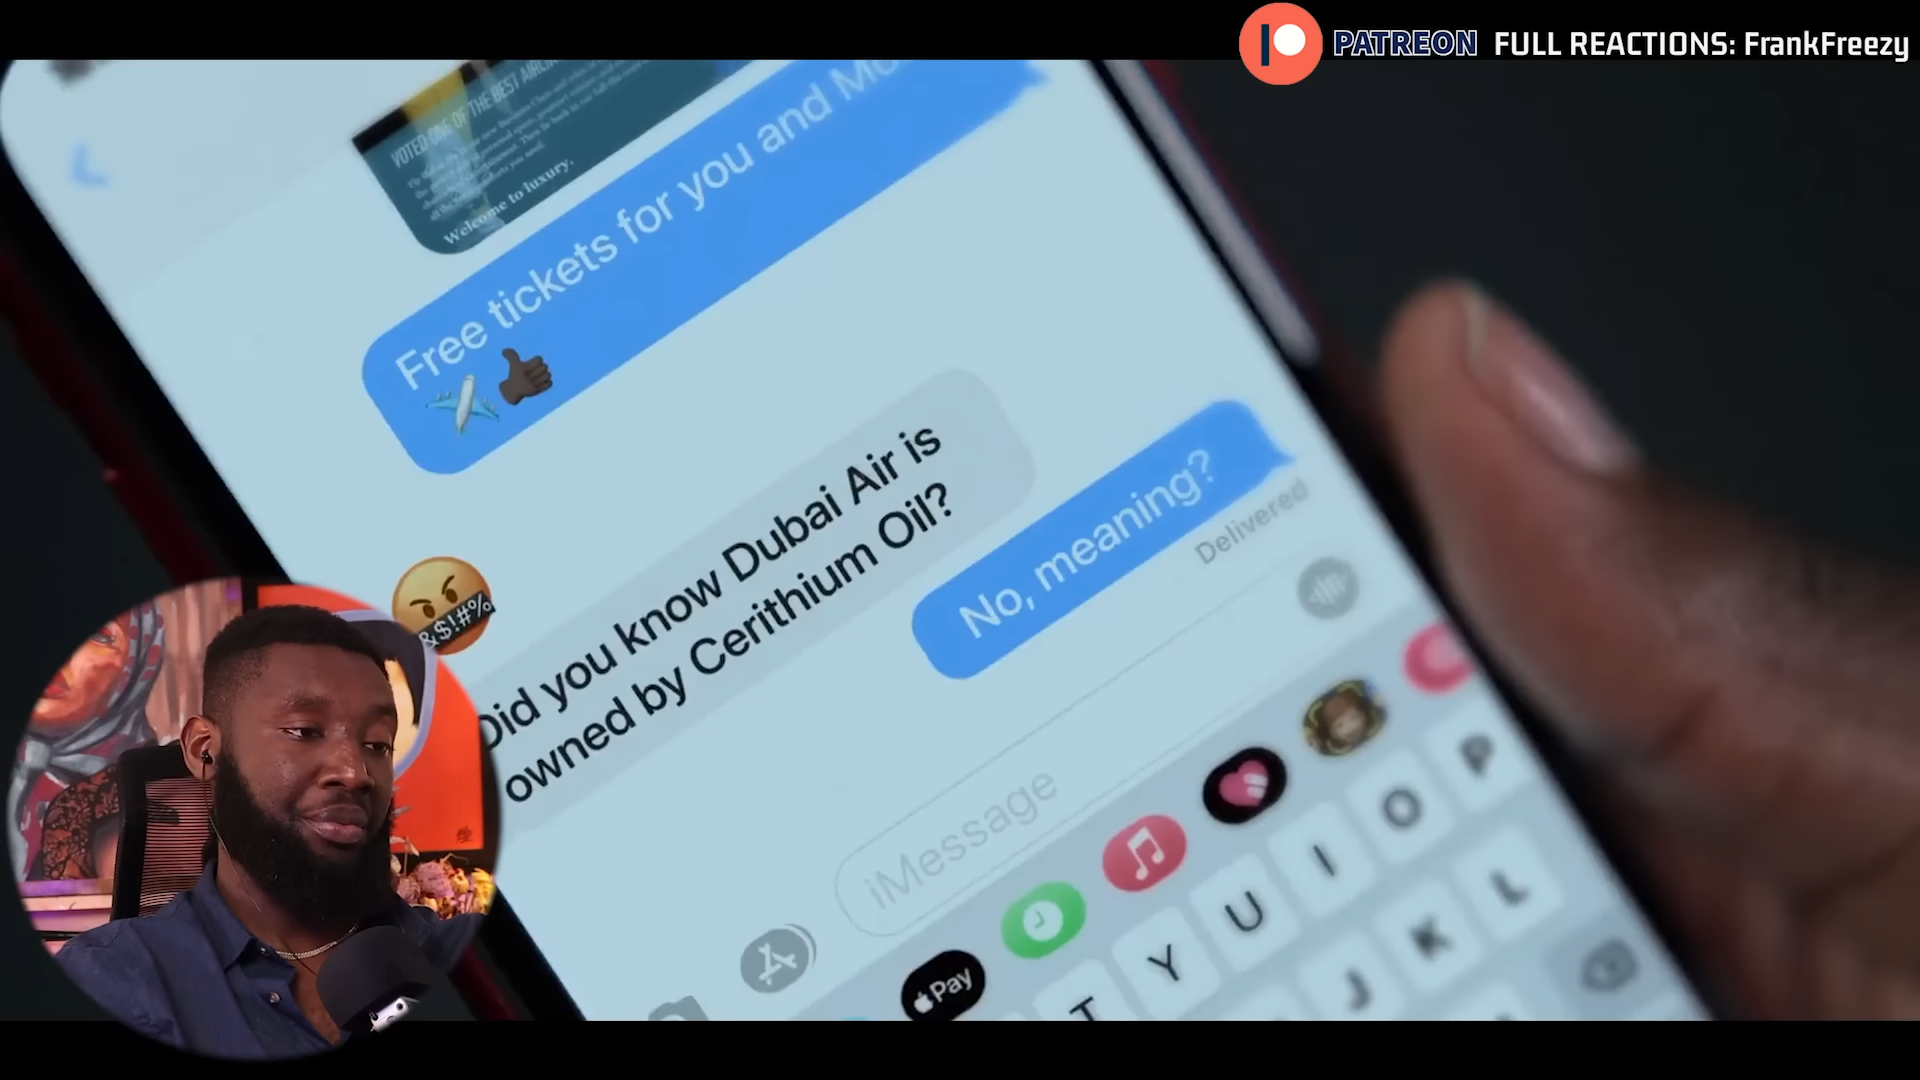 PATREON FULL REACTIONS: FrankFreezy
VOTED ONE OF THE BEST
Welcome to luxury.
Free tickets for you and
Did you know Dubai Air is
owned by Cerithium Oil?
&$!#%
No, meaning?
Delivered
iMessage
Pay
T Y U I O P
J K L